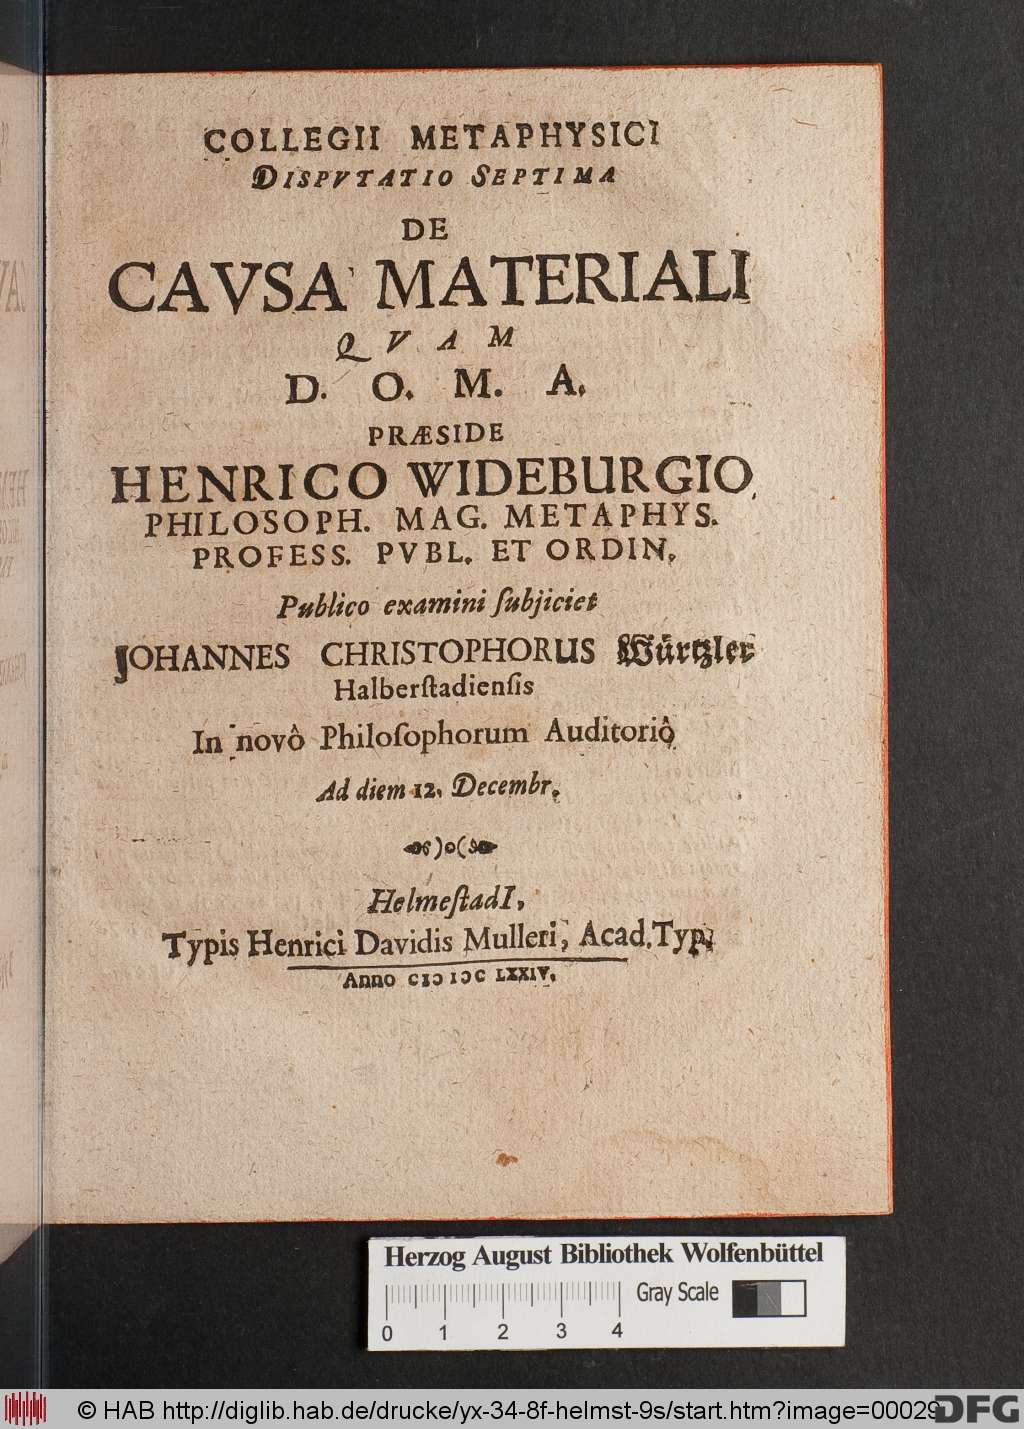 COLLEGII METAPHYSICI
DISPVTATIO SEPTIMA
DE
CAVSA MATERIALI
QVAM
D. O. M. A.
PRÆSIDE
HENRICO WIDEBURGIO,
PHILOSOPH. MAG. METAPHYS.
PROFESS. PVBL. ET ORDIN.
Publico examini ſubjiciet
JOHANNES CHRISTOPHORUS Wuͤrtzler
Halberſtadienſis
In novô Philoſophorum Auditoriô
Ad diem 12. Decembr.
)o(
HelmeſtadI,
Typis Henrici Davidis Mulleri, Acad. Typ.
Anno CIↃ IↃC LXXIV.
Herzog August Bibliothek Wolfenbüttel
Gray Scale
0 1 2 3 4
© HAB http://diglib.hab.de/drucke/yx-34-8f-helmst-9s/start.htm?image=00029
DFG